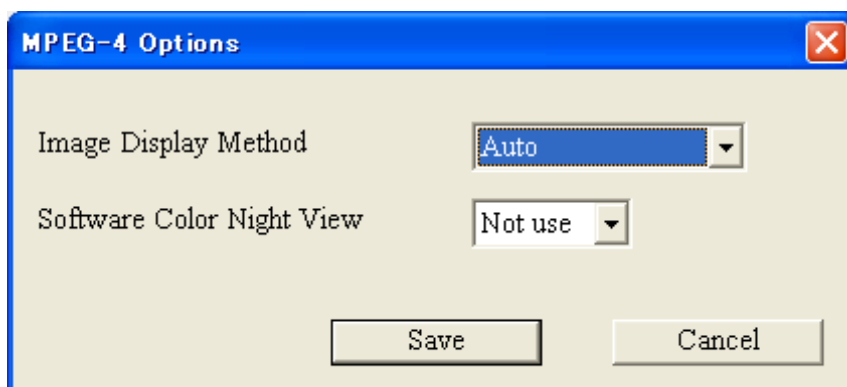 MPEG-4 Options
Image Display Method Auto
Software Color Night View Not use
Save Cancel